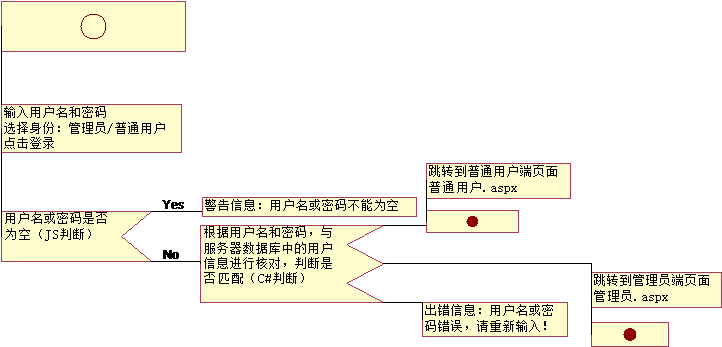 输入用户名和密码
选择身份：管理员/普通用户
点击登录
用户名或密码是否
为空（JS判断）
Yes
警告信息：用户名或密码不能为空
No
根据用户名和密码，与
服务器数据库中的用户
信息进行核对，判断是
否匹配（C#判断）
跳转到普通用户端页面
普通用户.aspx
跳转到管理员端页面
管理员.aspx
出错信息：用户名或密
码错误，请重新输入！